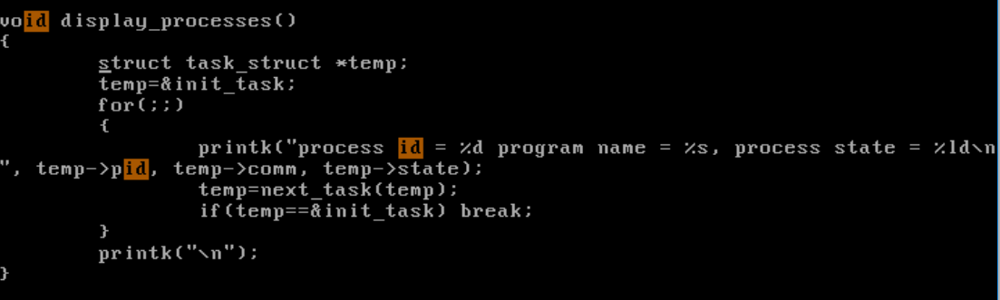 void display_processes()
{
        struct task_struct *temp;
        temp=&init_task;
        for(;;)
        {
                printk("process id = %d program name = %s, process state = %ld\n
", temp->pid, temp->comm, temp->state);
                temp=next_task(temp);
                if(temp==&init_task) break;
        }
        printk("\n");
}